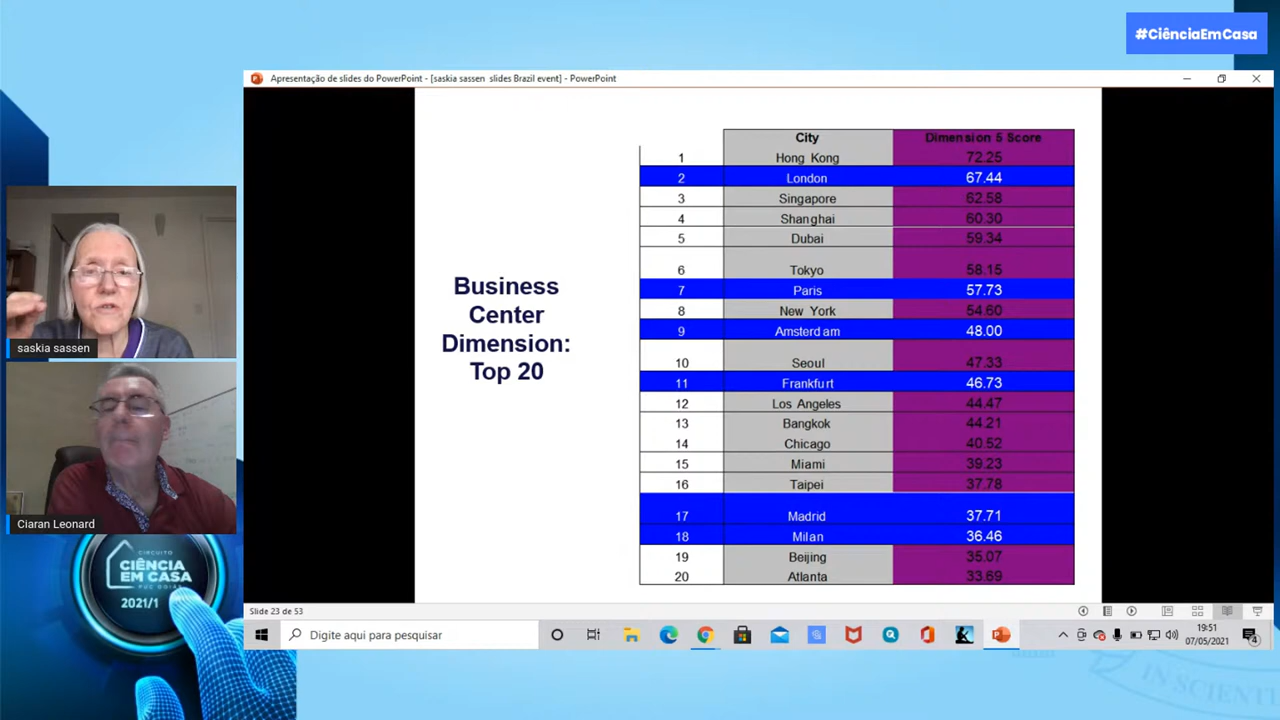 #CiênciaEmCasa
Apresentação de slides do PowerPoint - [saskia sassen slides Brazil event] - PowerPoint
City Dimension 5 Score
1 Hong Kong 72.25
2 London 67.44
3 Singapore 62.58
4 Shanghai 60.30
5 Dubai 59.34
6 Tokyo 58.15
7 Paris 57.73
8 New York 54.60
9 Amsterdam 48.00
10 Seoul 47.33
11 Frankfurt 46.73
12 Los Angeles 44.47
13 Bangkok 44.21
14 Chicago 40.52
15 Miami 39.23
16 Taipei 37.78
17 Madrid 37.71
18 Milan 36.46
19 Beijing 35.07
20 Atlanta 33.69
Business
Center
Dimension:
Top 20
saskia sassen
Ciaran Leonard
CIRCUITO
CIÊNCIA
EM CASA
PUC GOIÁS
2021/1
Slide 23 de 53
Digite aqui para pesquisar
19:51
07/05/2021
4
IN SCIENTI